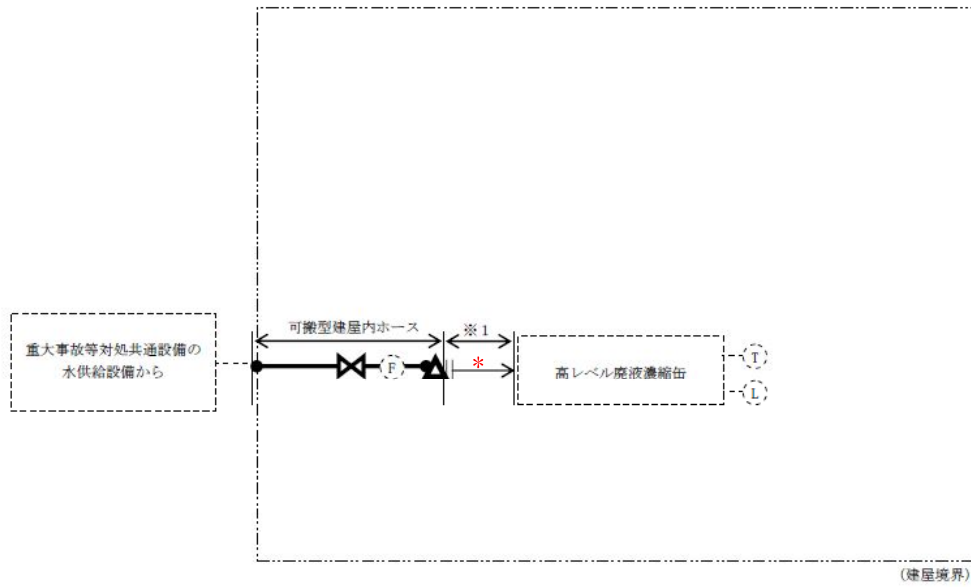 可搬型建屋内ホース
※1
重大事故等対処共通設備の
水供給設備から
F
*
高レベル廃液濃縮缶
T
L
(建屋境界)